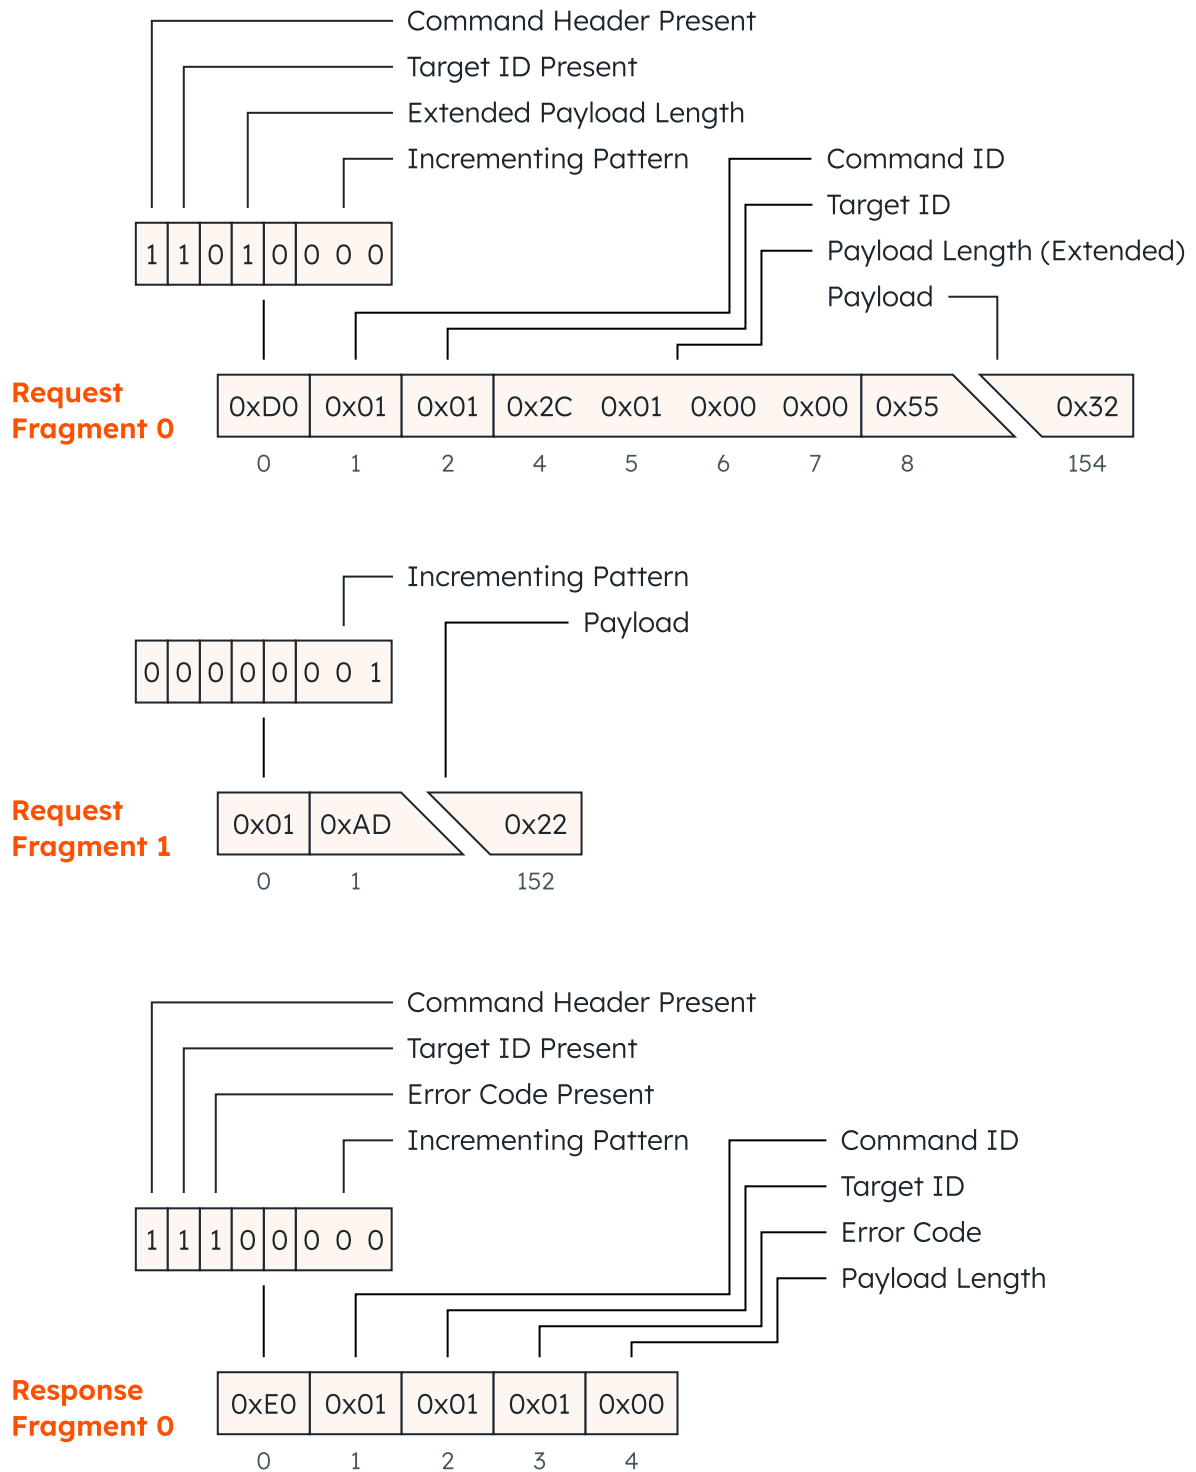 Command Header Present
Target ID Present
Extended Payload Length
Incrementing Pattern
Command ID
Target ID
Payload Length (Extended)
Payload
1 1 0 1 0 0 0 0
Request
Fragment 0
0xD0 0x01 0x01 0x2C 0x01 0x00 0x00 0x55 0x32
0 1 2 4 5 6 7 8 154
Incrementing Pattern
Payload
0 0 0 0 0 0 0 1
Request
Fragment 1
0x01 0xAD 0x22
0 1 152
Command Header Present
Target ID Present
Error Code Present
Incrementing Pattern
Command ID
Target ID
Error Code
Payload Length
1 1 1 0 0 0 0 0
Response
Fragment 0
0xE0 0x01 0x01 0x01 0x00
0 1 2 3 4